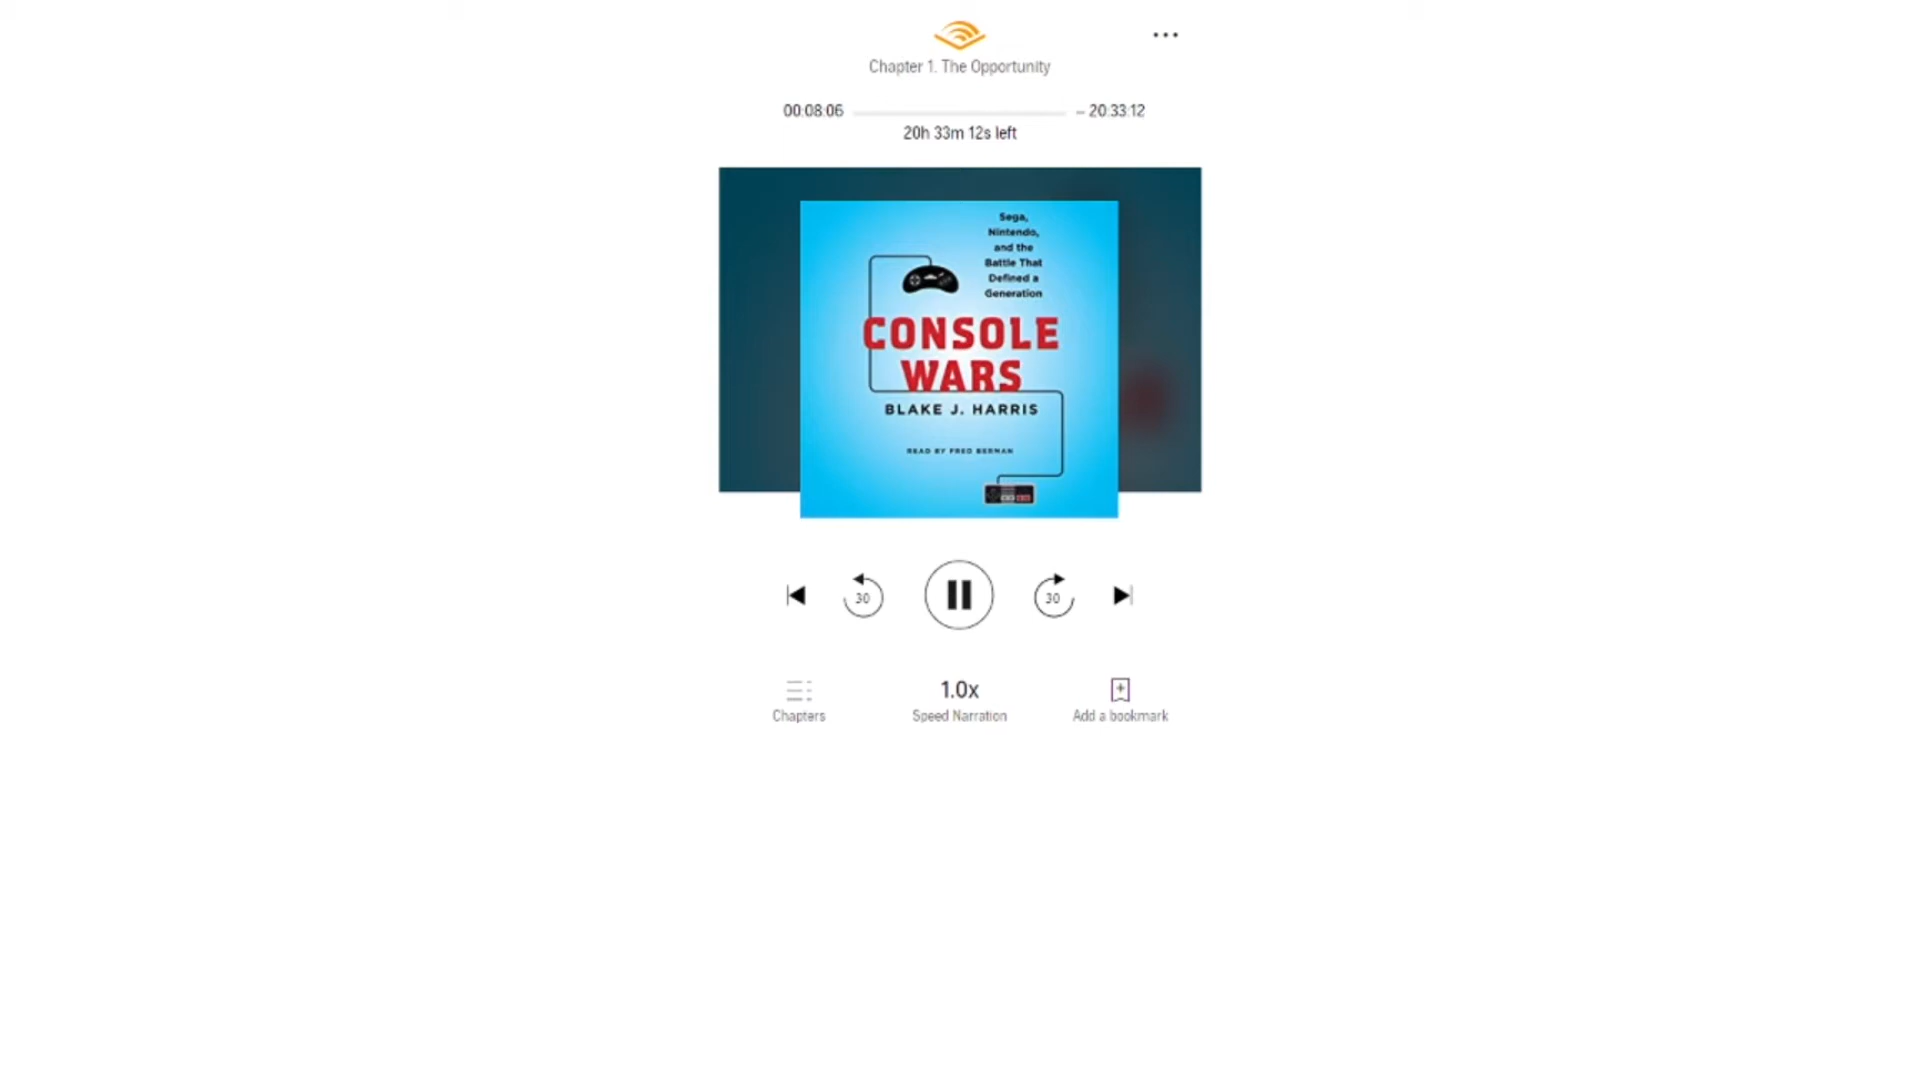 Chapter 1. The Opportunity
00:08:06
– 20:33:12
20h 33m 12s left
Sega,
Nintendo,
and the
Battle That
Defined a
Generation
CONSOLE
WARS
BLAKE J. HARRIS
READ BY FRED BERMAN
30
30
Chapters
1.0x
Speed Narration
Add a bookmark